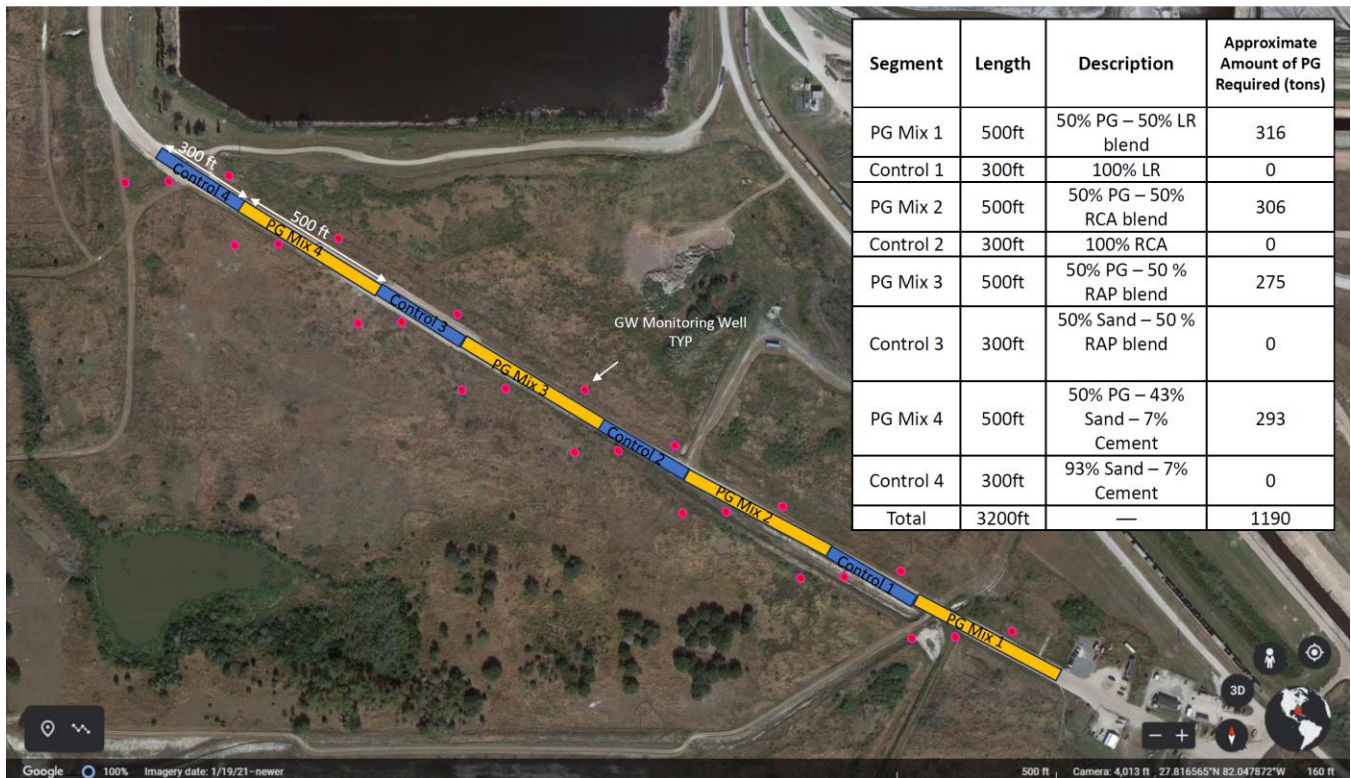 Segment Length Description Approximate
Amount of PG
Required (tons)
PG Mix 1 500ft 50% PG – 50% LR
blend 316
Control 1 300ft 100% LR 0
PG Mix 2 500ft 50% PG – 50%
RCA blend 306
Control 2 300ft 100% RCA 0
PG Mix 3 500ft 50% PG – 50 %
RAP blend 275
Control 3 300ft 50% Sand – 50 %
RAP blend 0
PG Mix 4 500ft 50% PG – 43%
Sand – 7%
Cement 293
Control 4 300ft 93% Sand – 7%
Cement 0
Total 3200ft — 1190
300 ft
Control 4
500 ft
PG Mix 4
Control 3
GW Monitoring Well
TYP
PG Mix 3
Control 2
PG Mix 2
Control 1
PG Mix 1
3D
Google 100% Imagery date: 1/19/21–newer 500 ft Camera: 4,013 ft 27.816565°N 82.047872°W 160 ft